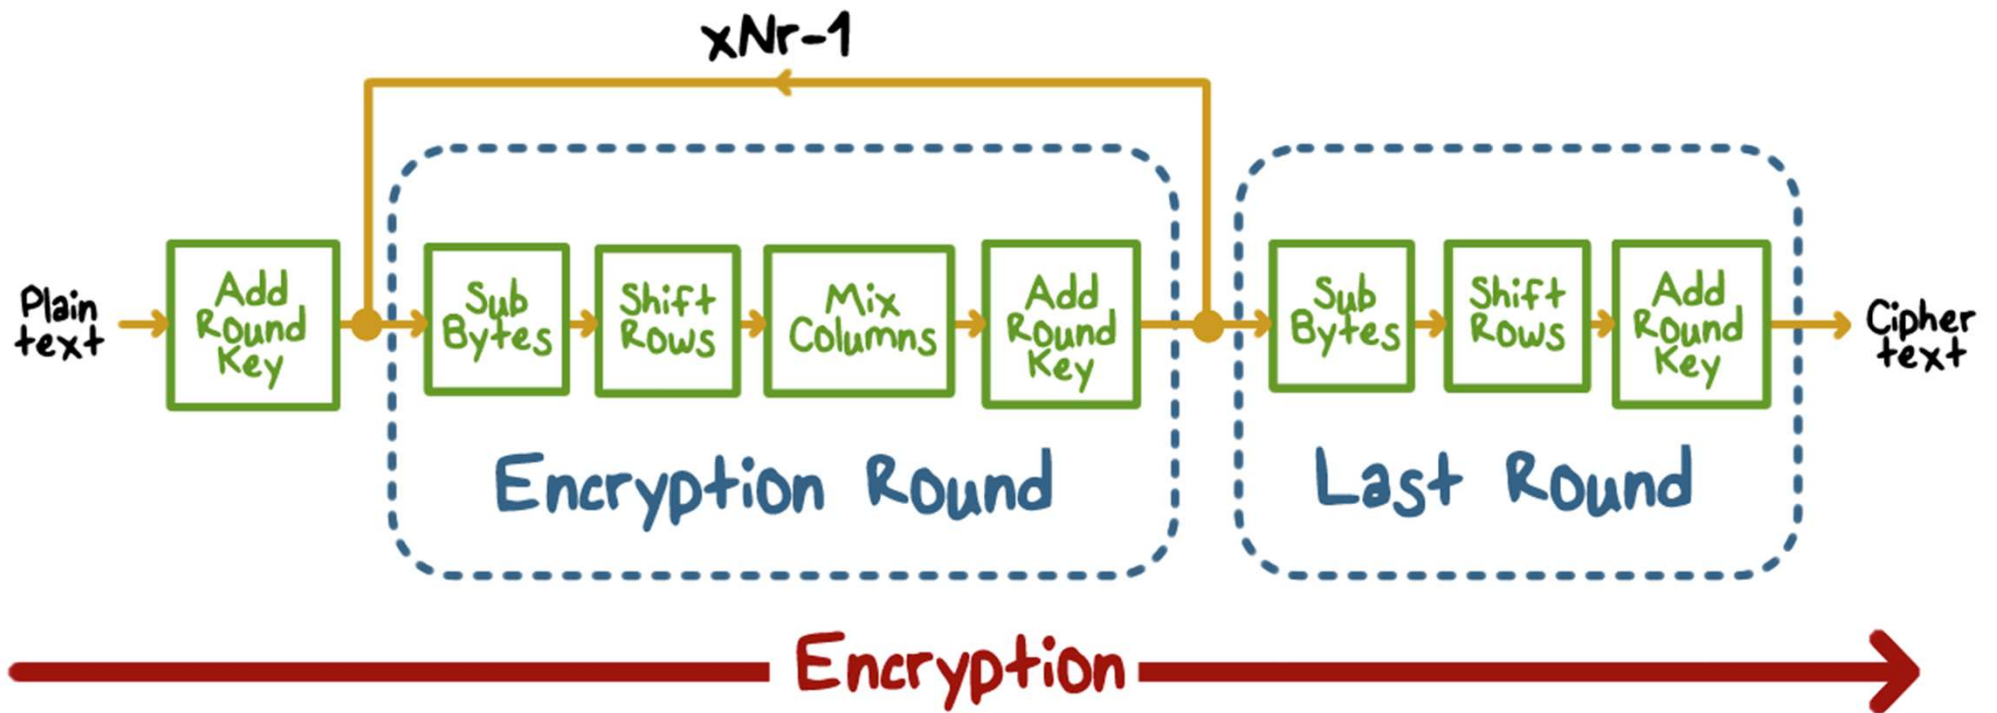 xNr-1
Plain
text
Add
Round
Key
Sub
Bytes
Shift
Rows
Mix
Columns
Add
Round
Key
Encryption Round
Sub
Bytes
Shift
Rows
Add
Round
Key
Last Round
Cipher
text
Encryption